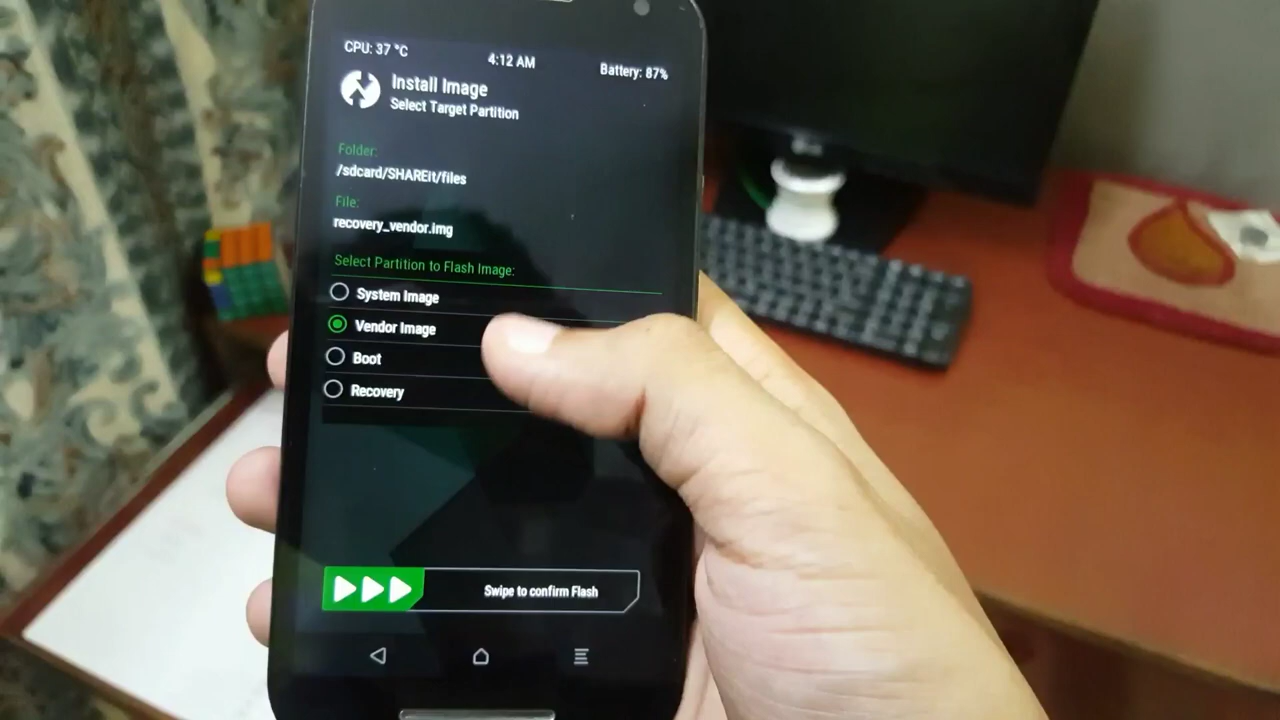 CPU: 37 °C
4:12 AM
Battery: 87%
Install Image
Select Target Partition
Folder:
/sdcard/SHAREit/files
File:
recovery_vendor.img
Select Partition to Flash Image:
System Image
Vendor Image
Boot
Recovery
Swipe to confirm Flash